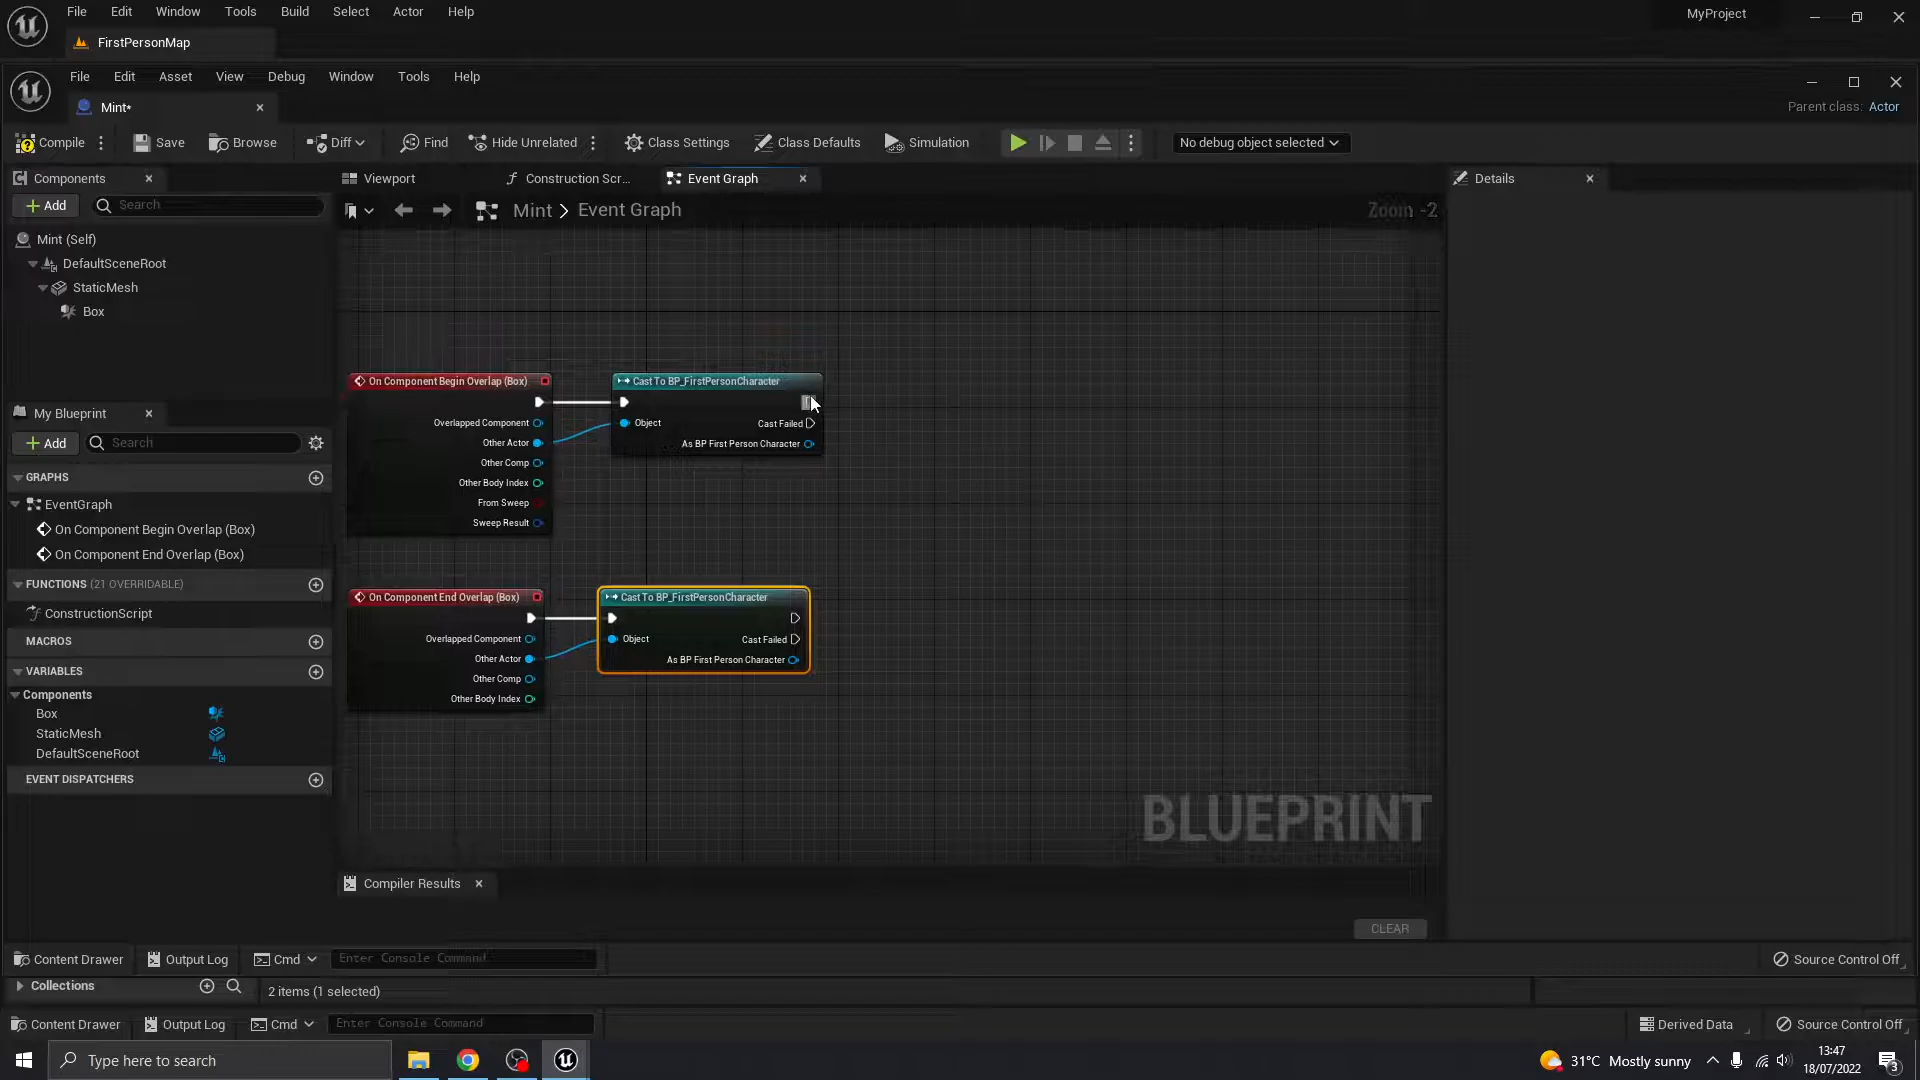 File Edit Window Tools Build Select Actor Help
MyProject
FirstPersonMap
File Edit Asset View Debug Window Tools Help
Mint*
Parent class: Actor
Compile Save Browse Diff Find Hide Unrelated Class Settings Class Defaults Simulation No debug object selected
Components Viewport Construction Scr... Event Graph Details
Add Search
Mint > Event Graph
Zoom -2
Mint (Self)
DefaultSceneRoot
StaticMesh
Box
On Component Begin Overlap (Box)
Overlapped Component
Other Actor
Other Comp
Other Body Index
From Sweep
Sweep Result
Cast To BP_FirstPersonCharacter
Object Cast Failed
As BP First Person Character
My Blueprint
Add Search
GRAPHS
EventGraph
On Component Begin Overlap (Box)
On Component End Overlap (Box)
FUNCTIONS (21 OVERRIDABLE)
ConstructionScript
MACROS
VARIABLES
Components
Box
StaticMesh
DefaultSceneRoot
EVENT DISPATCHERS
On Component End Overlap (Box)
Overlapped Component
Other Actor
Other Comp
Other Body Index
Cast To BP_FirstPersonCharacter
Object Cast Failed
As BP First Person Character
BLUEPRINT
Compiler Results
CLEAR
Content Drawer Output Log Cmd Enter Console Command Source Control Off
Collections 2 items (1 selected)
Content Drawer Output Log Cmd Enter Console Command Derived Data Source Control Off
Type here to search
31°C Mostly sunny
13:47
18/07/2022
3